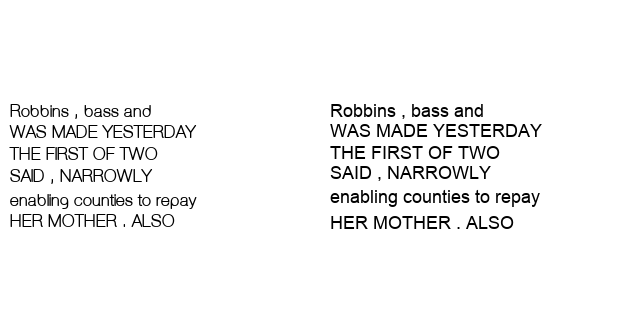 Robbins , bass and
WAS MADE YESTERDAY
THE FIRST OF TWO
SAID , NARROWLY
enabling counties to repay
HER MOTHER . ALSO
Robbins , bass and
WAS MADE YESTERDAY
THE FIRST OF TWO
SAID , NARROWLY
enabling counties to repay
HER MOTHER . ALSO